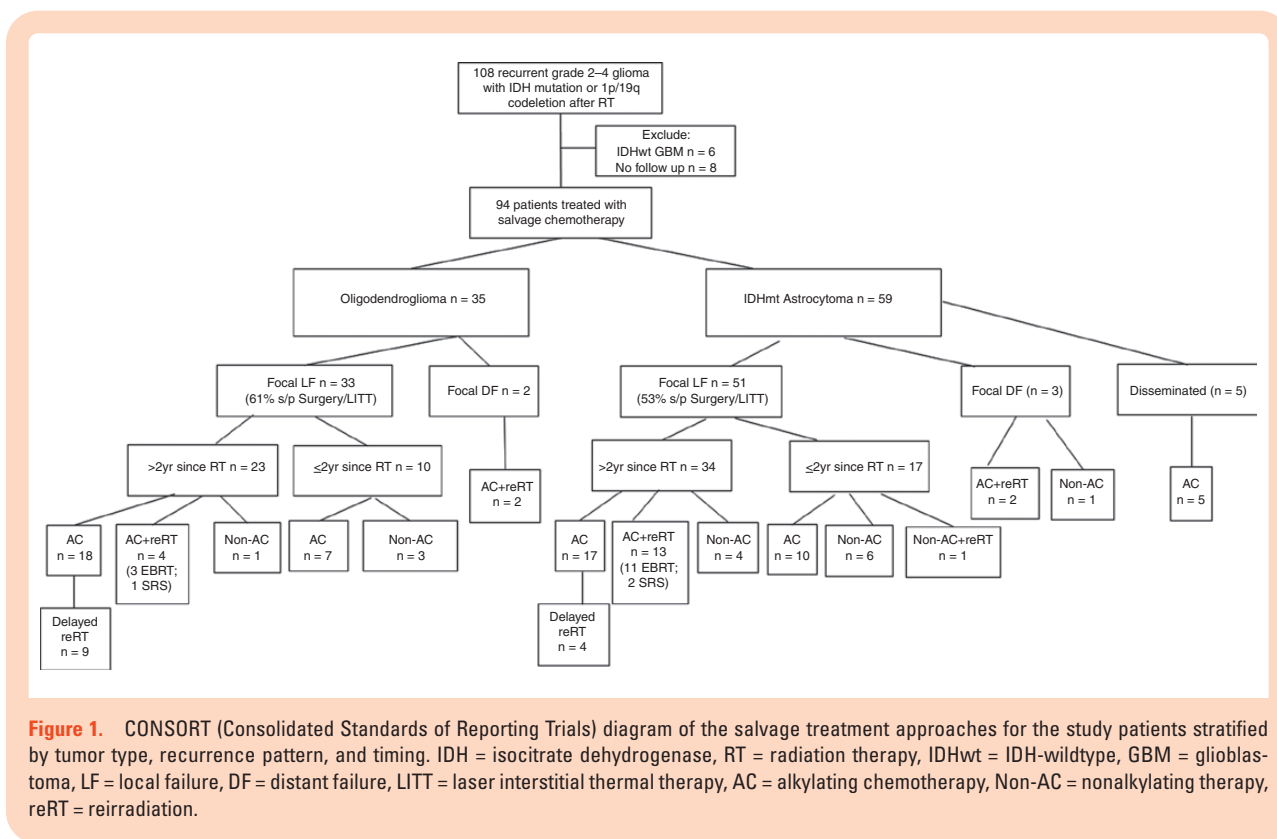 108 recurrent grade 2–4 glioma
with IDH mutation or 1p/19q
codeletion after RT
Exclude:
IDHwt GBM n = 6
No follow up n = 8
94 patients treated with
salvage chemotherapy
Oligodendroglioma n = 35
IDHmt Astrocytoma n = 59
Focal LF n = 33
(61% s/p Surgery/LITT)
Focal DF n = 2
Focal LF n = 51
(53% s/p Surgery/LITT)
Focal DF (n = 3)
Disseminated (n = 5)
>2yr since RT n = 23
≤2yr since RT n = 10
AC+reRT
n = 2
>2yr since RT n = 34
≤2yr since RT n = 17
AC+reRT
n = 2
Non-AC
n = 1
AC
n = 5
AC
n = 18
AC+reRT
n = 4
(3 EBRT;
1 SRS)
Non-AC
n = 1
AC
n = 7
Non-AC
n = 3
AC
n = 17
AC+reRT
n = 13
(11 EBRT;
2 SRS)
Non-AC
n = 4
AC
n = 10
Non-AC
n = 6
Non-AC+reRT
n = 1
Delayed
reRT
n = 9
Delayed
reRT
n = 4
Figure 1. CONSORT (Consolidated Standards of Reporting Trials) diagram of the salvage treatment approaches for the study patients stratified
by tumor type, recurrence pattern, and timing. IDH = isocitrate dehydrogenase, RT = radiation therapy, IDHwt = IDH-wildtype, GBM = glioblas-
toma, LF = local failure, DF = distant failure, LITT = laser interstitial thermal therapy, AC = alkylating chemotherapy, Non-AC = nonalkylating therapy,
reRT = reirradiation.